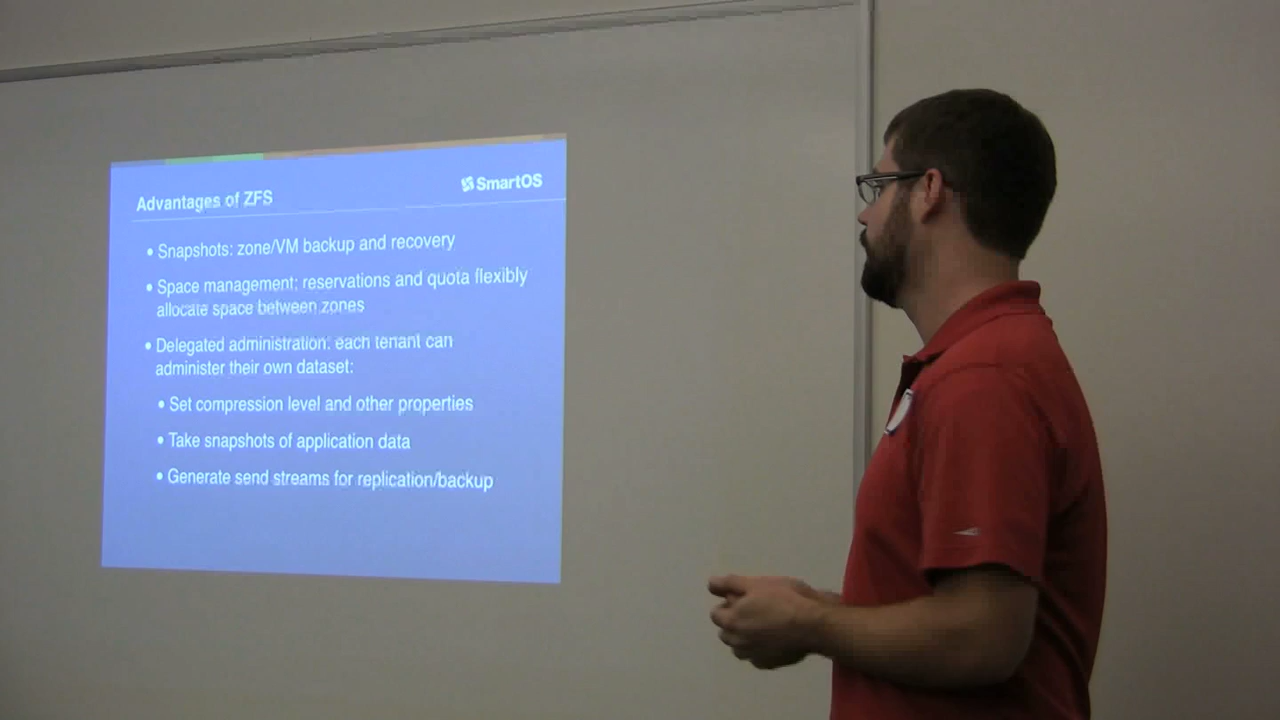 Advantages of ZFS
SmartOS
• Snapshots: zone/VM backup and recovery
• Space management: reservations and quota flexibly
allocate space between zones
• Delegated administration: each tenant can
administer their own dataset:
• Set compression level and other properties
• Take snapshots of application data
• Generate send streams for replication/backup